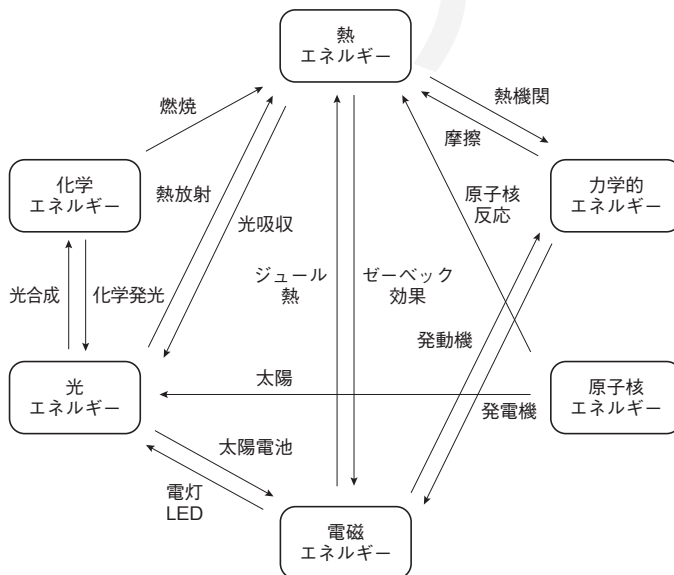 熱
エネルギー
燃焼
熱機関
摩擦
化学
エネルギー
熱放射
光吸収
原子核
反応
力学的
エネルギー
光合成
化学発光
ジュール
熱
ゼーベック
効果
発動機
光
エネルギー
太陽
原子核
エネルギー
発電機
太陽電池
電灯
LED
電磁
エネルギー